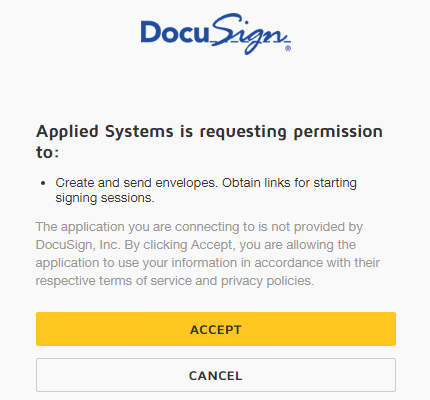 DocuSign®
Applied Systems is requesting permission
to:
• Create and send envelopes. Obtain links for starting
signing sessions.
The application you are connecting to is not provided by
DocuSign, Inc. By clicking Accept, you are allowing the
application to use your information in accordance with their
respective terms of service and privacy policies.
ACCEPT
CANCEL